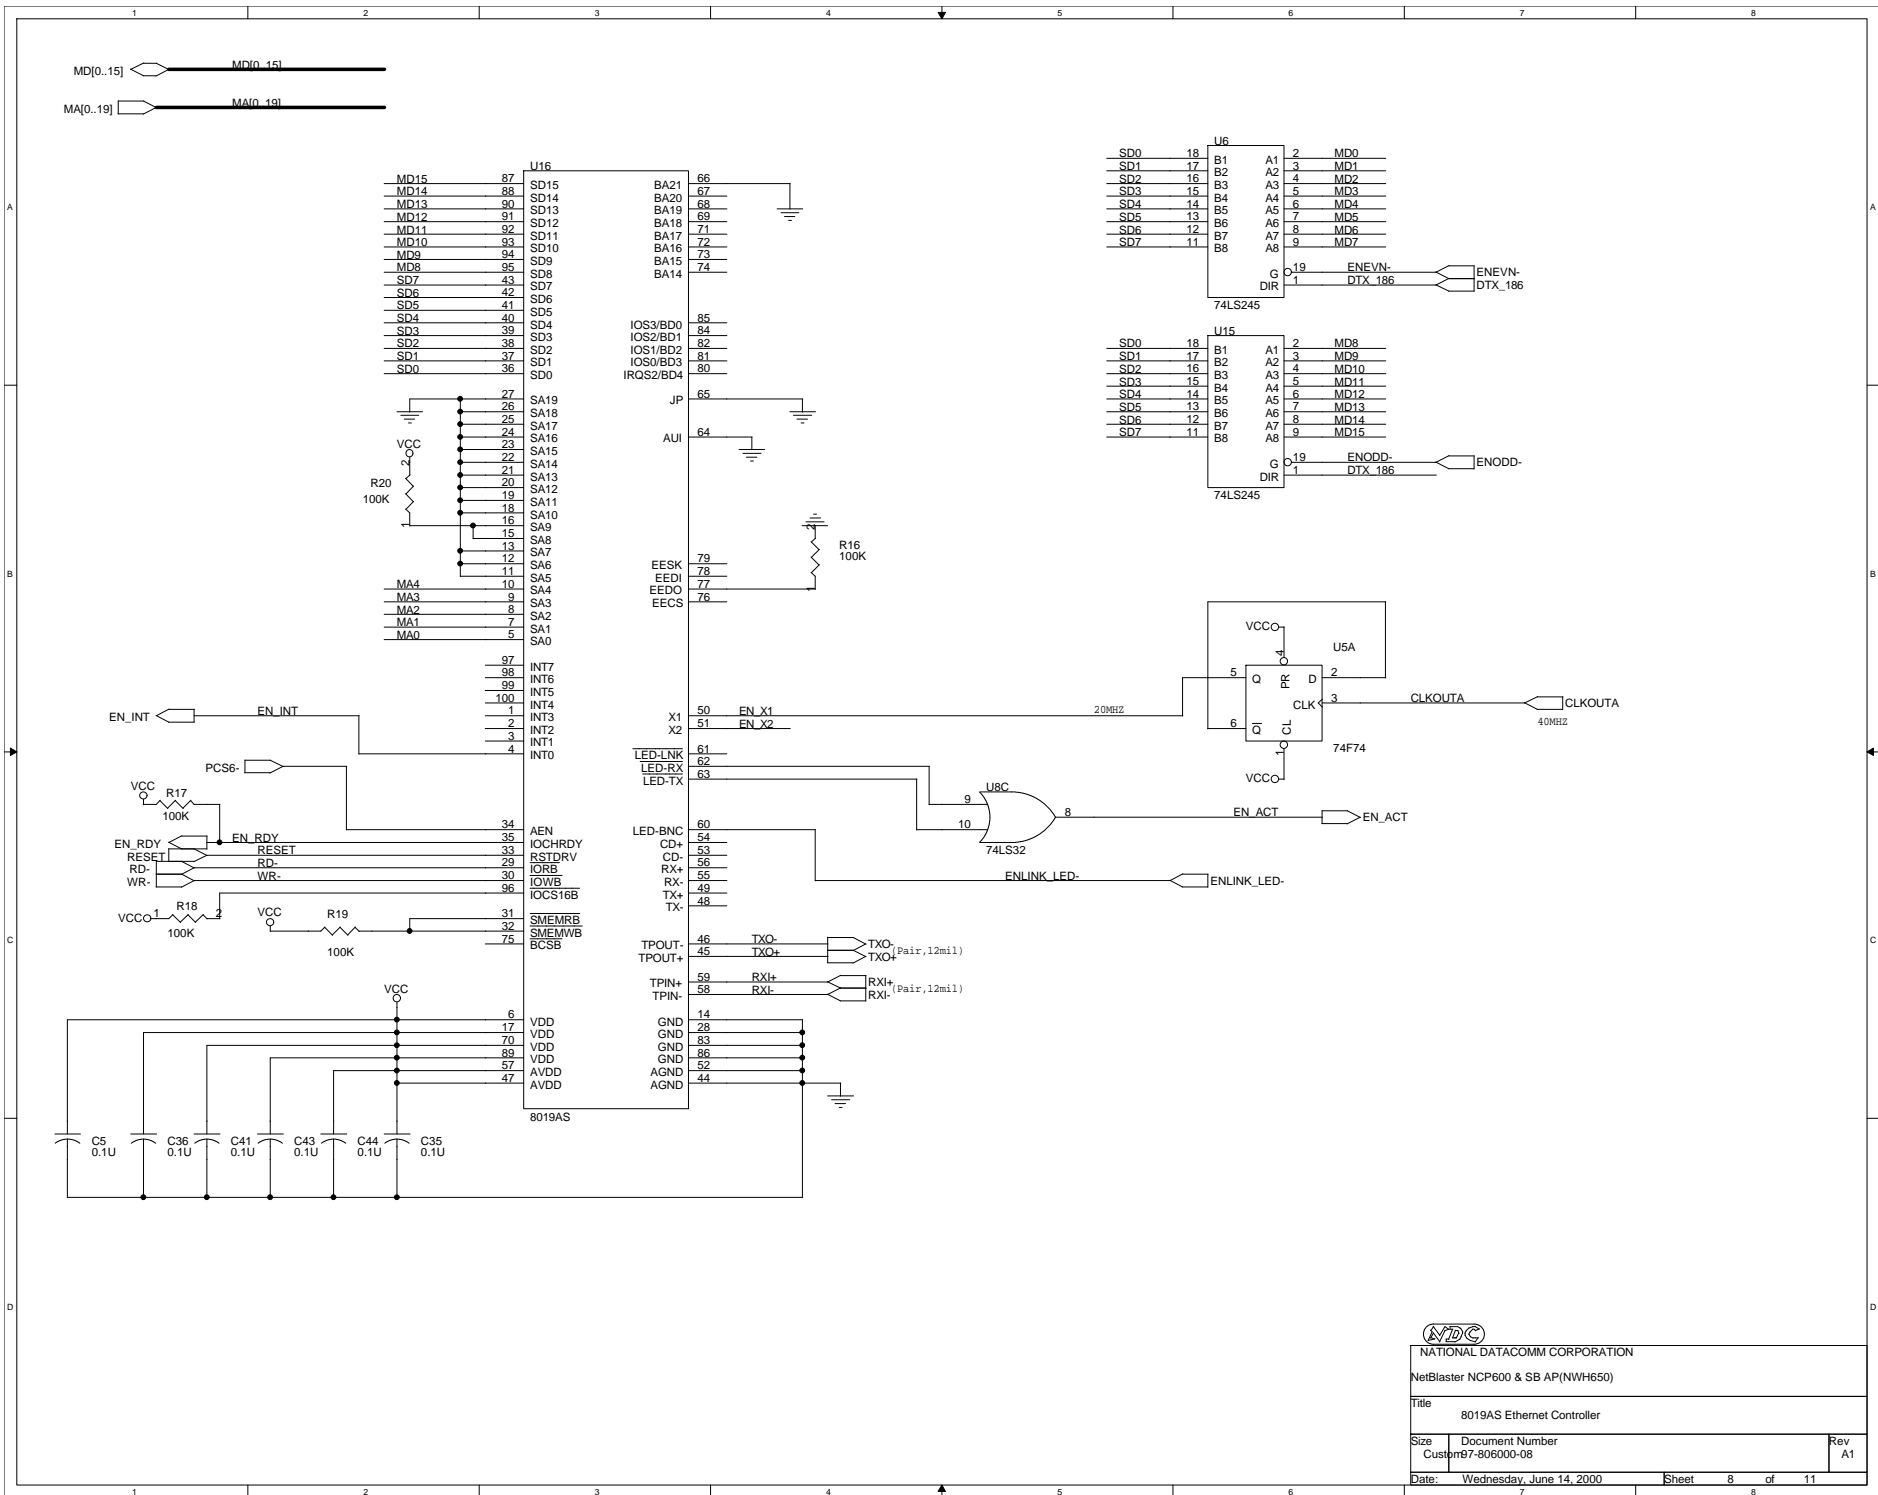 1 2 3 4 5 6 7 8
MD[0..15] MD[0..15]
MA[0..19] MA[0..19]
A B C D
U16
MD15 87 SD15
MD14 88 SD14
MD13 90 SD13
MD12 91 SD12
MD11 92 SD11
MD10 93 SD10
MD9 94 SD9
MD8 95 SD8
SD7 43 SD7
SD6 42 SD6
SD5 41 SD5
SD4 40 SD4
SD3 39 SD3
SD2 38 SD2
SD1 37 SD1
SD0 36 SD0
27 SA19
26 SA18
25 SA17
24 SA16
23 SA15
22 SA14
21 SA13
20 SA12
19 SA11
18 SA10
16 SA9
15 SA8
13 SA7
12 SA6
11 SA5
MA4 10 SA4
MA3 9 SA3
MA2 8 SA2
MA1 7 SA1
MA0 5 SA0
VCC
2
R20
100K
1
97 INT7
98 INT6
99 INT5
100 INT4
1 INT3
2 INT2
3 INT1
4 INT0
EN_INT EN_INT
PCS6-
VCC R17
100K
34 AEN
EN_RDY EN_RDY 35 IOCHRDY
RESET RESET 33 RSTDRV
RD- RD- 29 IORB
WR- WR- 30 IOWB
96 IOCS16B
VCC 1 R18 2
100K
VCC R19
100K
31 SMEMRB
32 SMEMWB
75 BCSB
VCC
6 VDD
17 VDD
70 VDD
89 VDD
57 AVDD
47 AVDD
8019AS
BA21 66
BA20 67
BA19 68
BA18 69
BA17 71
BA16 72
BA15 73
BA14 74
IOS3/BD0 85
IOS2/BD1 84
IOS1/BD2 82
IOS0/BD3 81
IRQS2/BD4 80
JP 65
AUI 64
EESK 79
EEDI 78
EEDO 77
EECS 76
2
R16
100K
1
X1 50 EN_X1 20MHZ
X2 51 EN_X2
LED-LNK 61
LED-RX 62
LED-TX 63
LED-BNC 60
CD+ 54
CD- 53
RX+ 56
RX- 55
TX+ 49
TX- 48
ENLINK_LED- ENLINK_LED-
TPOUT- 46 TXO- TXO-
TPOUT+ 45 TXO+ TXO+ (Pair,12mil)
TPIN+ 59 RXI+ RXI+
TPIN- 58 RXI- RXI- (Pair,12mil)
GND 14
GND 28
GND 83
GND 86
AGND 52
AGND 44
C5 0.1U
C36 0.1U
C41 0.1U
C43 0.1U
C44 0.1U
C35 0.1U
U8C
9
10
8 EN_ACT EN_ACT
74LS32
U6
SD0 18 B1 A1 2 MD0
SD1 17 B2 A2 3 MD1
SD2 16 B3 A3 4 MD2
SD3 15 B4 A4 5 MD3
SD4 14 B5 A5 6 MD4
SD5 13 B6 A6 7 MD5
SD6 12 B7 A7 8 MD6
SD7 11 B8 A8 9 MD7
G 19 ENEVN- ENEVN-
DIR 1 DTX_186 DTX_186
74LS245
U15
SD0 18 B1 A1 2 MD8
SD1 17 B2 A2 3 MD9
SD2 16 B3 A3 4 MD10
SD3 15 B4 A4 5 MD11
SD4 14 B5 A5 6 MD12
SD5 13 B6 A6 7 MD13
SD6 12 B7 A7 8 MD14
SD7 11 B8 A8 9 MD15
G 19 ENODD- ENODD-
DIR 1 DTX_186
74LS245
VCC
4
U5A
5 Q PR D 2
CLK 3 CLKOUTA CLKOUTA
40MHZ
6 Q CL
1
74F74
VCC
A B C D
NDC
NATIONAL DATACOMM CORPORATION
NetBlaster NCP600 & SB AP(NWH650)
Title
8019AS Ethernet Controller
Size Document Number Rev
Custom 97-806000-08 A1
Date: Wednesday, June 14, 2000 Sheet 8 of 11
1 2 3 4 5 6 7 8